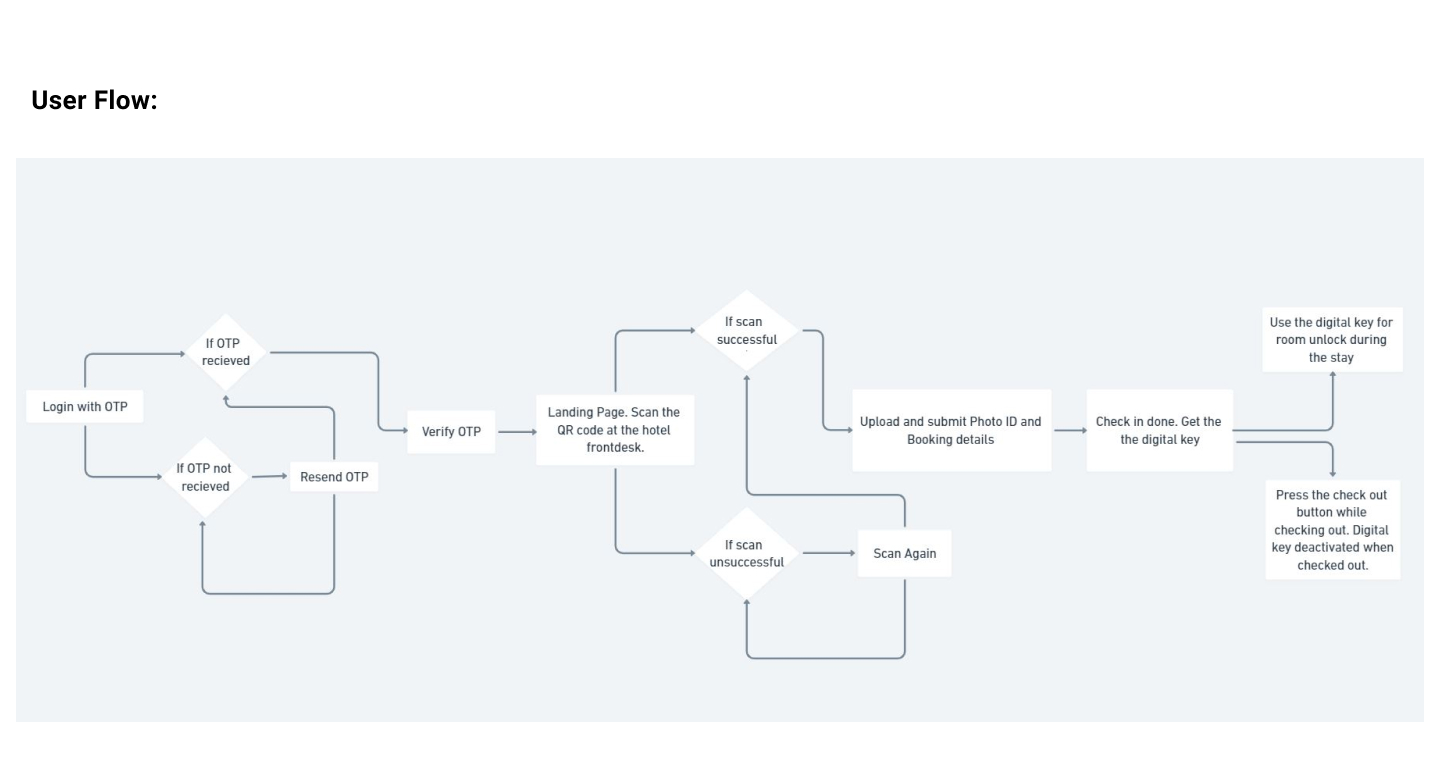 User Flow:
Login with OTP
If OTP
recieved
If OTP not
recieved
Resend OTP
Verify OTP
Landing Page. Scan the
QR code at the hotel
frontdesk.
If scan
successful
.
If scan
unsuccessful
Scan Again
Upload and submit Photo ID and
Booking details
Check in done. Get the
the digital key
Use the digital key for
room unlock during
the stay
Press the check out
button while
checking out. Digital
key deactivated when
checked out.